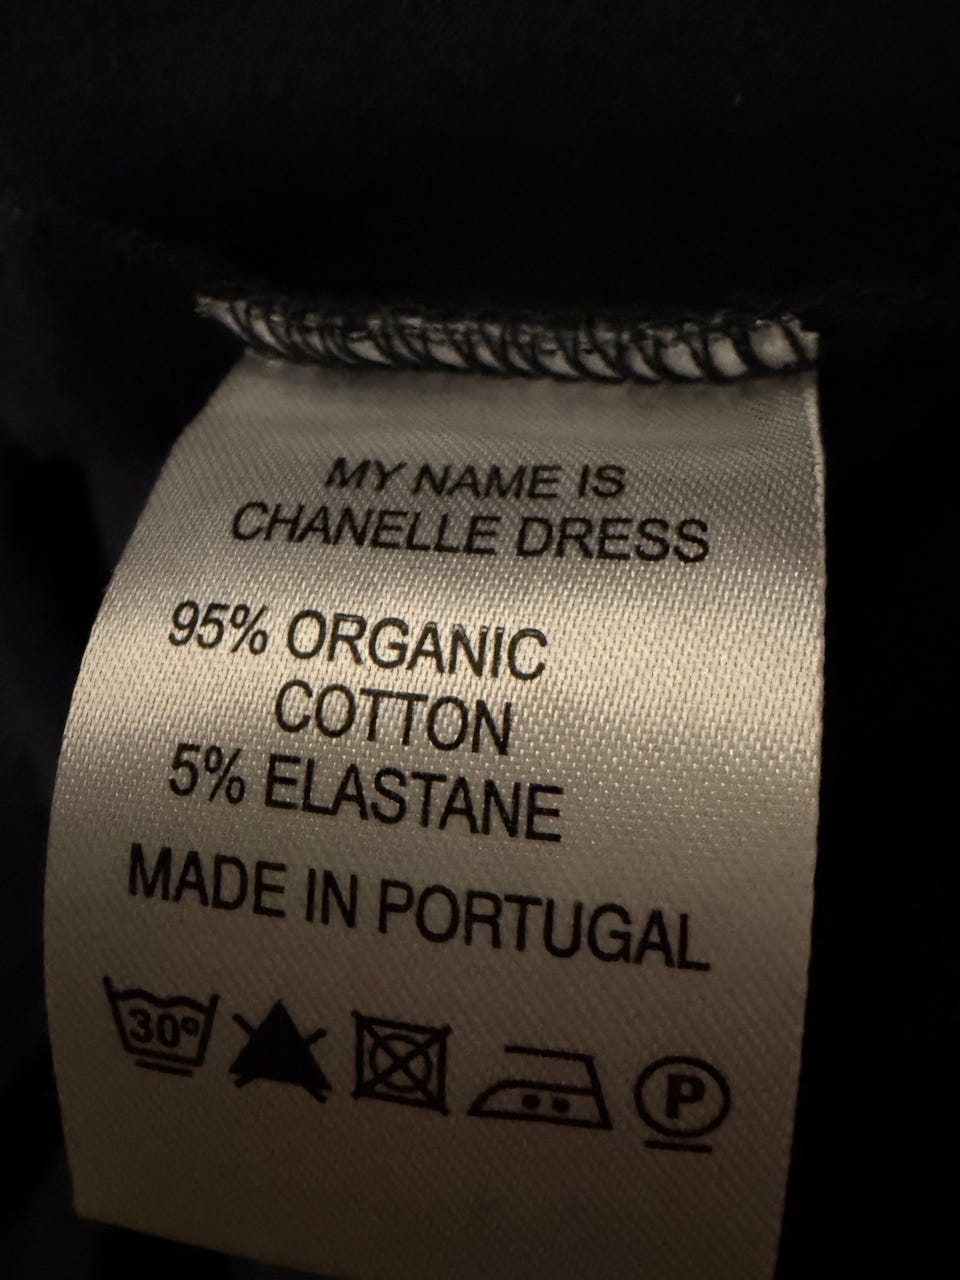 MY NAME IS
CHANELLE DRESS
95% ORGANIC
COTTON
5% ELASTANE
MADE IN PORTUGAL
30° P